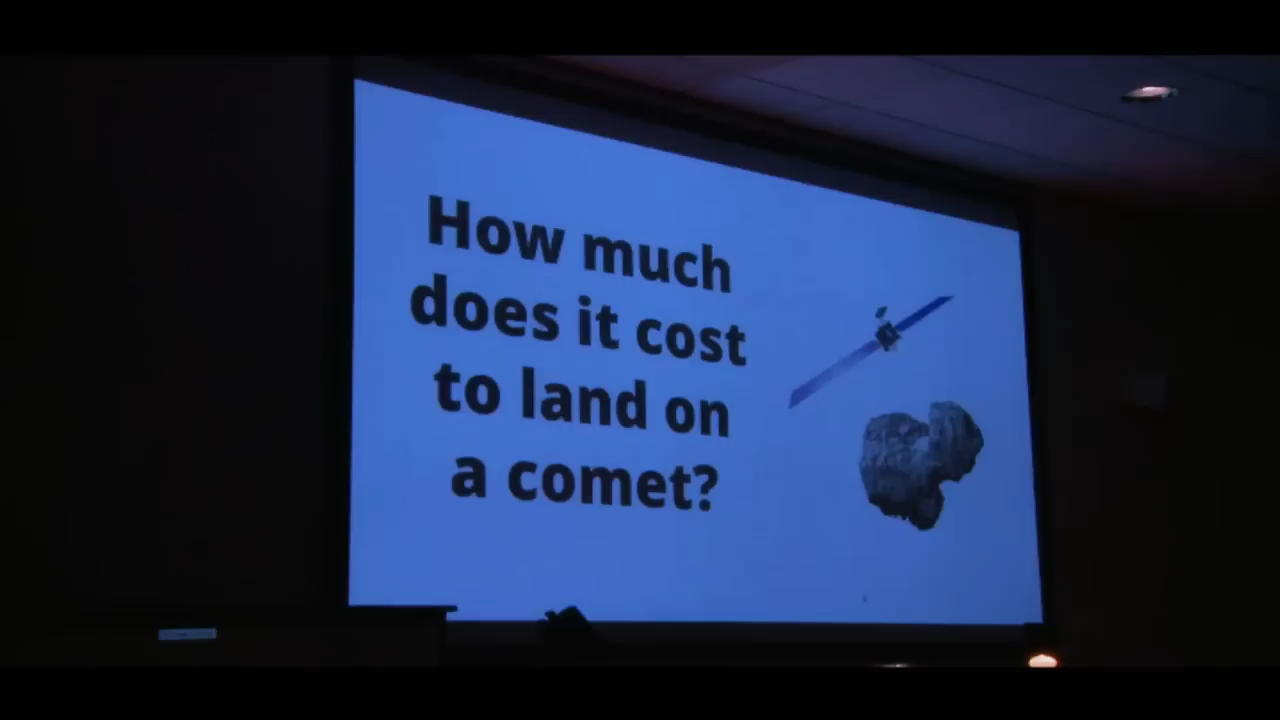 How much
does it cost
to land on
a comet?